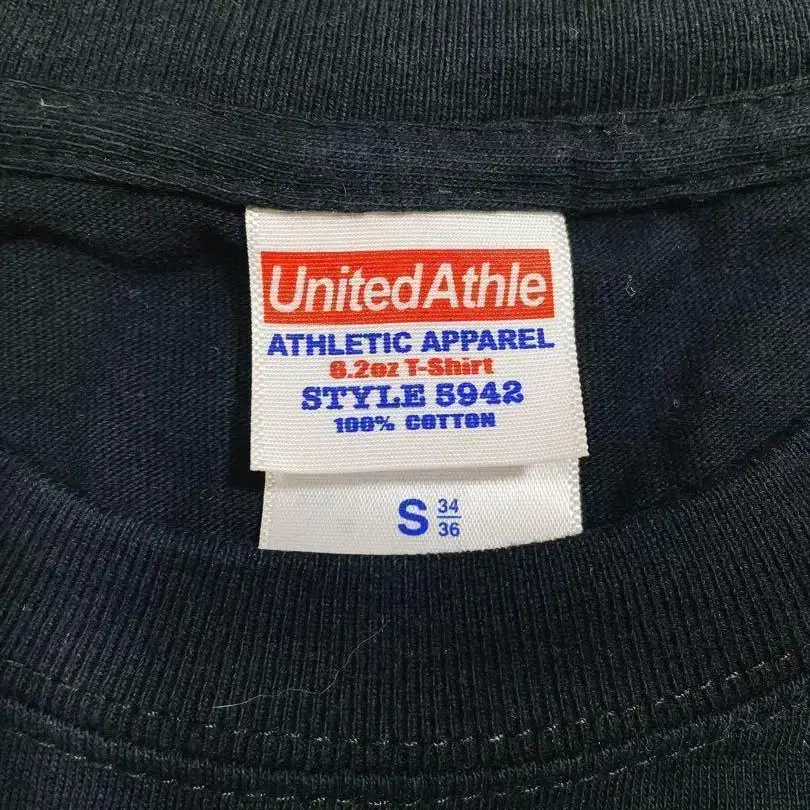 UnitedAthle
ATHLETIC APPAREL
6.2oz T-Shirt
STYLE 5942
100% COTTON
S 34/36